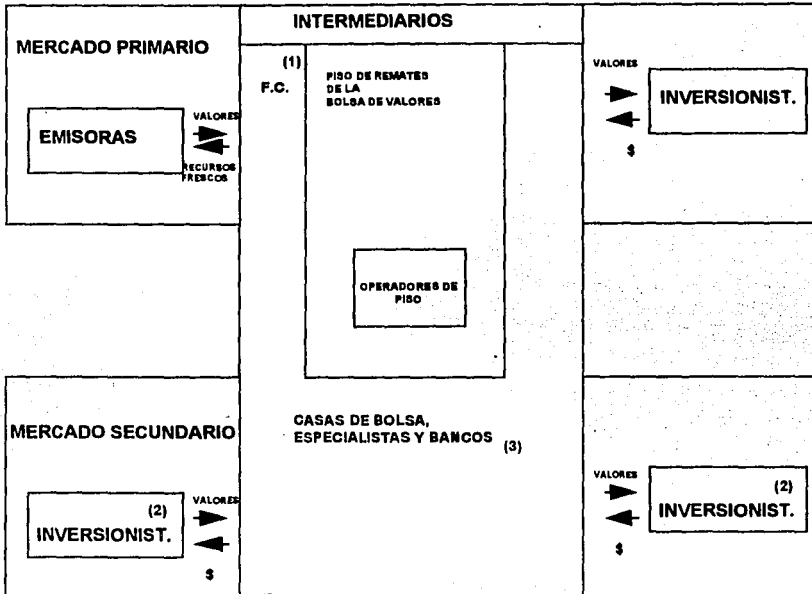 INTERMEDIARIOS
MERCADO PRIMARIO
EMISORAS
VALORES
RECURSOS
FRESCOS
(1)
F.C.
PISO DE REMATES
DE LA
BOLSA DE VALORES
OPERADORES DE
PISO
VALORES
$
INVERSIONIST.
MERCADO SECUNDARIO
(2)
INVERSIONIST.
VALORES
$
CASAS DE BOLSA,
ESPECIALISTAS Y BANCOS (3)
VALORES
$
(2)
INVERSIONIST.